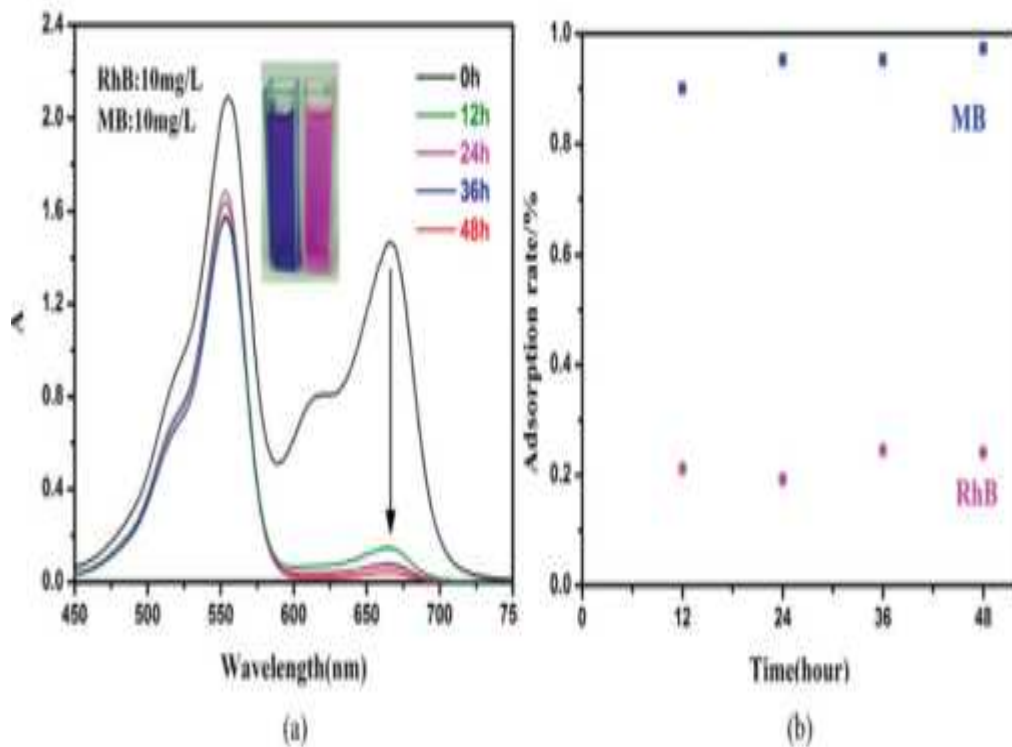 2.4
2.0
1.6
1.2
0.8
0.4
0.0
A
RhB:10mg/L
MB:10mg/L
0h
12h
24h
36h
48h
450
500
550
600
650
700
75
Wavelength(nm)
(a)
1.0
0.8
0.6
0.4
0.2
0.0
Adsorption rate/%
MB
RhB
0
12
24
36
48
Time(hour)
(b)